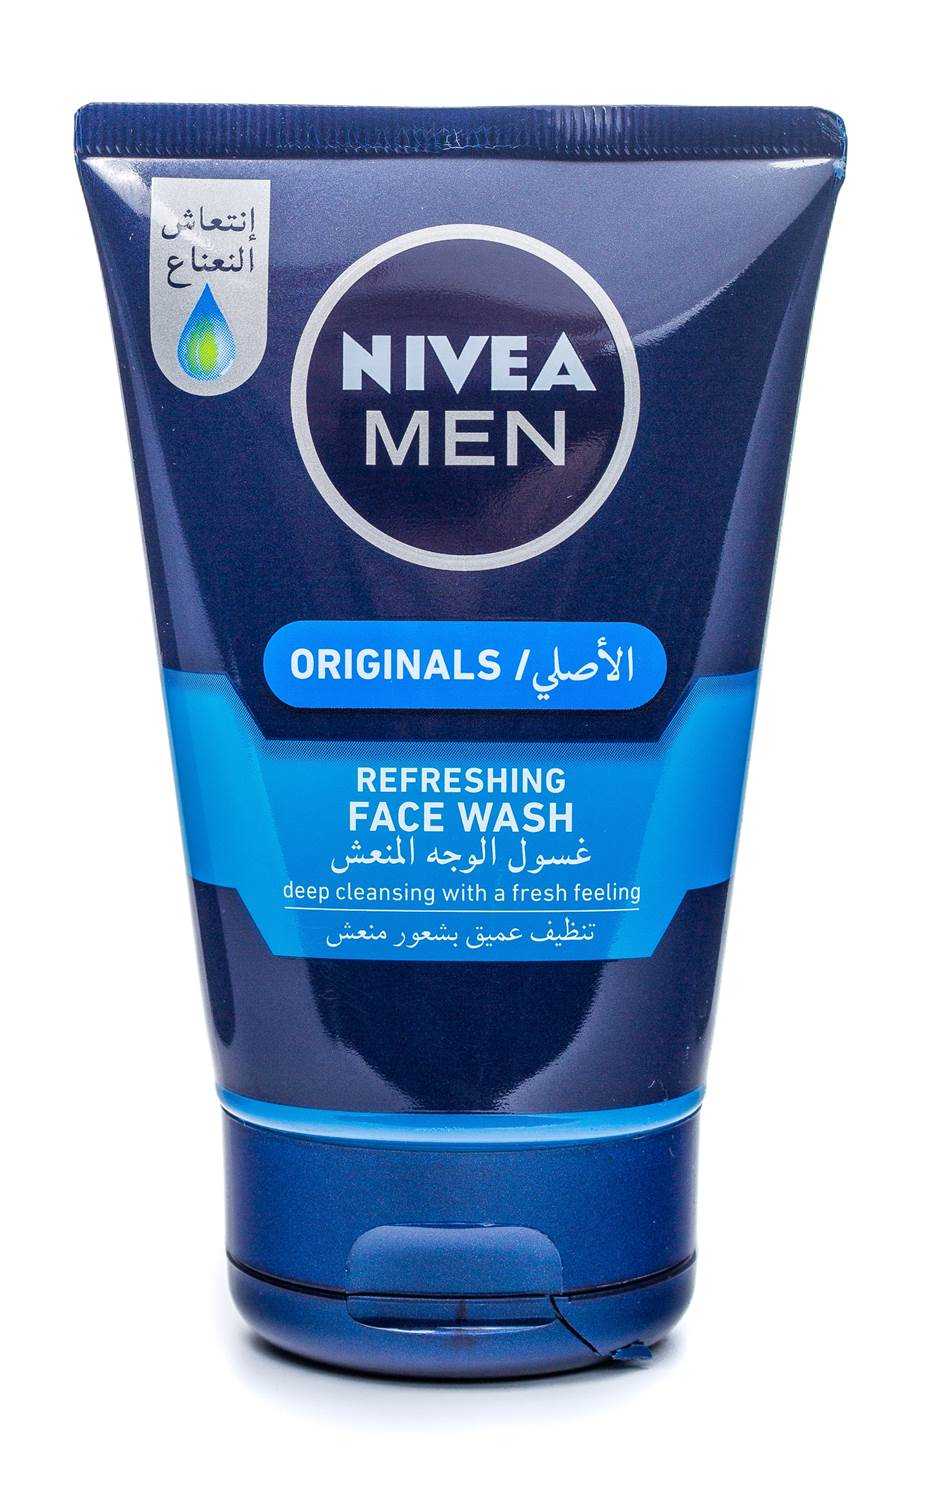 إنتعاش
النعناع
NIVEA
MEN
ORIGINALS / الأصلي
REFRESHING
FACE WASH
غسول الوجه المنعش
deep cleansing with a fresh feeling
تنظيف عميق بشعور منعش